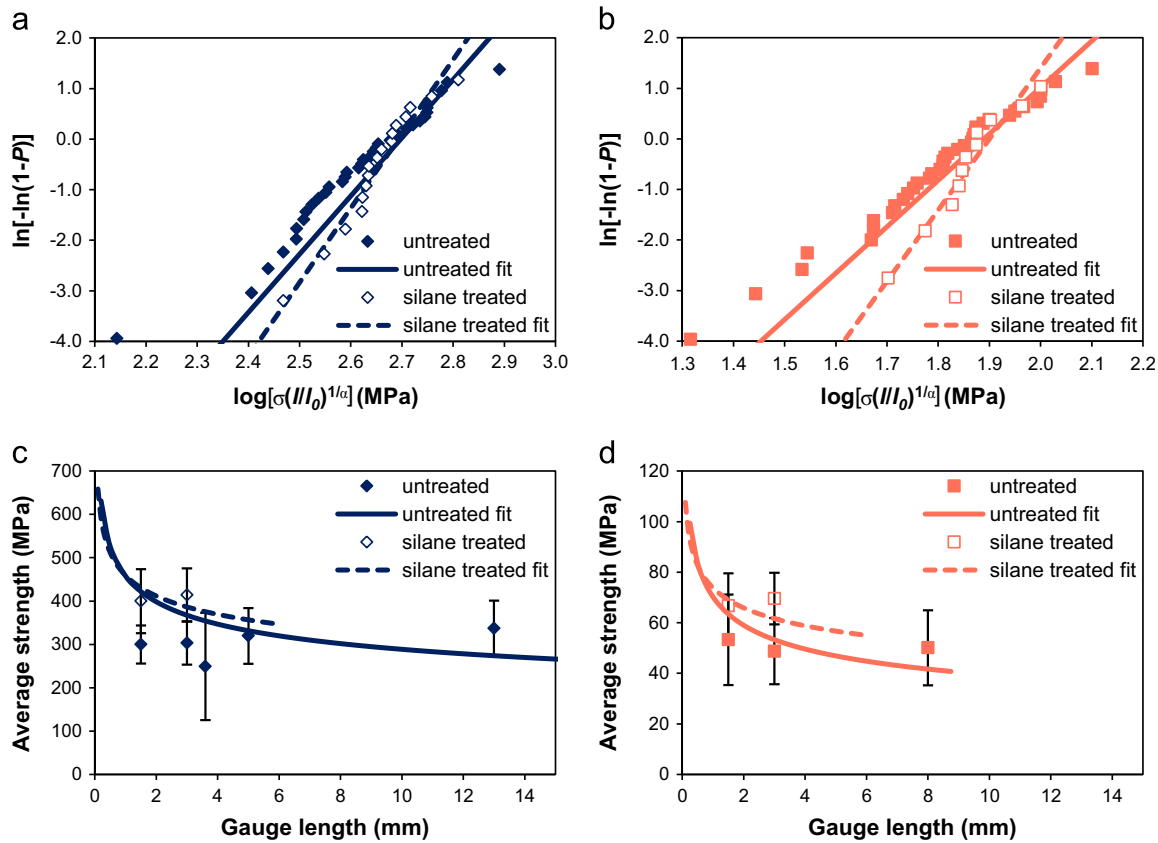 a
2.0
1.0
0.0
-1.0
-2.0
-3.0
-4.0
ln[-ln(1-P)]
untreated
untreated fit
silane treated
silane treated fit
2.1 2.2 2.3 2.4 2.5 2.6 2.7 2.8 2.9 3.0
log[σ(l/l0)1/α] (MPa)
b
2.0
1.0
0.0
-1.0
-2.0
-3.0
-4.0
ln[-ln(1-P)]
untreated
untreated fit
silane treated
silane treated fit
1.3 1.4 1.5 1.6 1.7 1.8 1.9 2.0 2.1 2.2
log[σ(l/l0)1/α] (MPa)
c
700
600
500
400
300
200
100
0
Average strength (MPa)
untreated
untreated fit
silane treated
silane treated fit
0 2 4 6 8 10 12 14
Gauge length (mm)
d
120
100
80
60
40
20
0
Average strength (MPa)
untreated
untreated fit
silane treated
silane treated fit
0 2 4 6 8 10 12 14
Gauge length (mm)